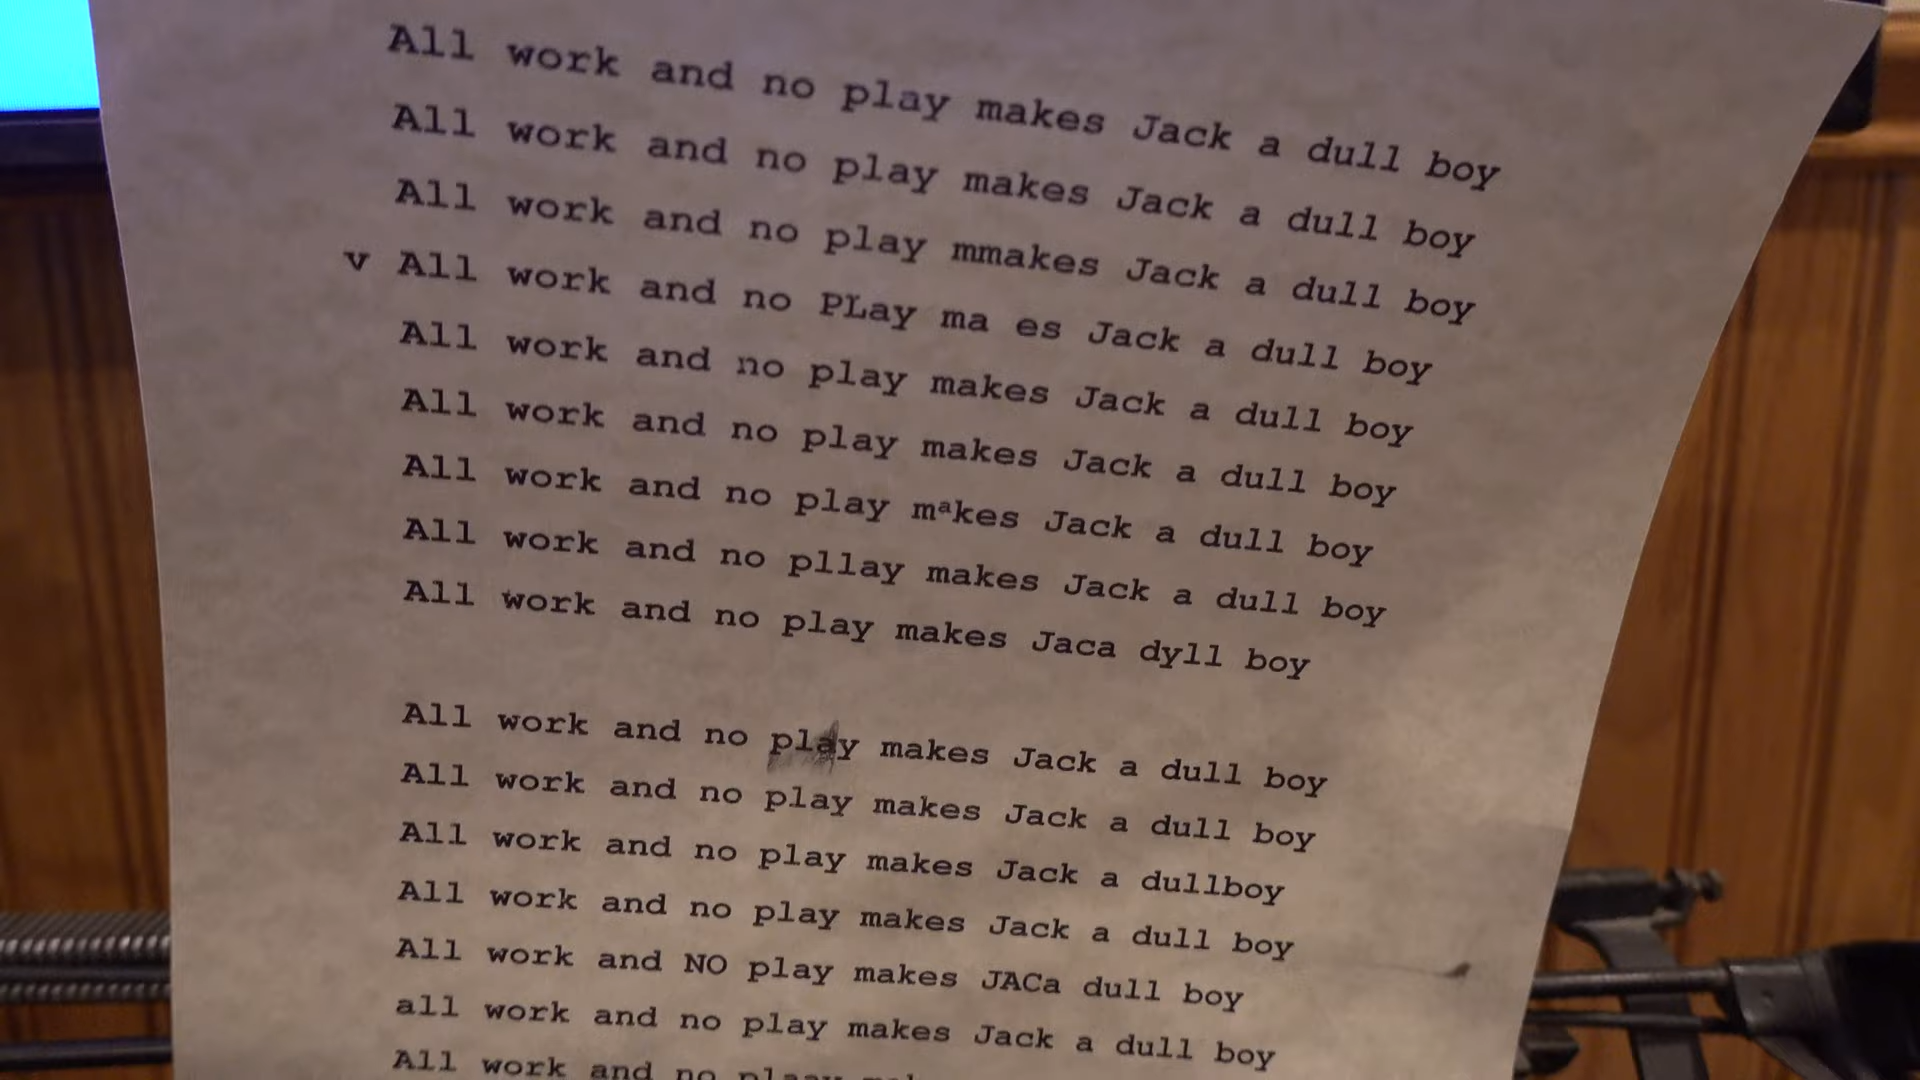 All work and no play makes Jack a dull boy
All work and no play makes Jack a dull boy
All work and no play mmakes Jack a dull boy
v All work and no PLay ma es Jack a dull boy
All work and no play makes Jack a dull boy
All work and no play makes Jack a dull boy
All work and no play mᵃkes Jack a dull boy
All work and no pllay makes Jack a dull boy
All work and no play makes Jaca dyll boy
All work and no play makes Jack a dull boy
All work and no play makes Jack a dull boy
All work and no play makes Jack a dullboy
All work and no play makes Jack a dull boy
All work and NO play makes JACa dull boy
all work and no play makes Jack a dull boy
All work and no